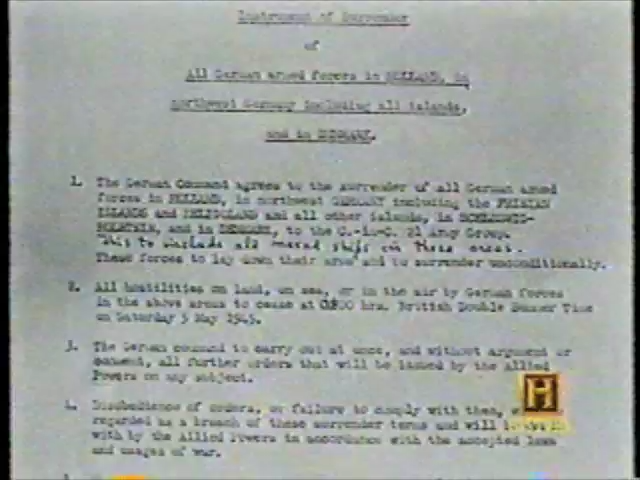 Instrument of Surrender
of
All German armed forces in HOLLAND, in
northwest Germany including all islands,
and in DENMARK.
1. The German Command agrees to the surrender of all German armed
forces in HOLLAND, in northwest GERMANY including the FRISIAN
ISLANDS and HELIGOLAND and all other islands, in SCHLESWIG-
HOLSTEIN, and in DENMARK, to the C.-in-C. 21 Army Group.
This to include all naval ships in these areas.
These forces to lay down their arms and to surrender unconditionally.
2. All hostilities on land, on sea, or in the air by German forces
in the above areas to cease at 0800 hrs. British Double Summer Time
on Saturday 5 May 1945.
3. The German command to carry out at once, and without argument or
comment, all further orders that will be issued by the Allied
Powers on any subject.
4. Disobedience of orders, or failure to comply with them,
regarded as a breach of these surrender terms and will be
with by the Allied Powers in accordance with the accepted laws
and usages of war.
H